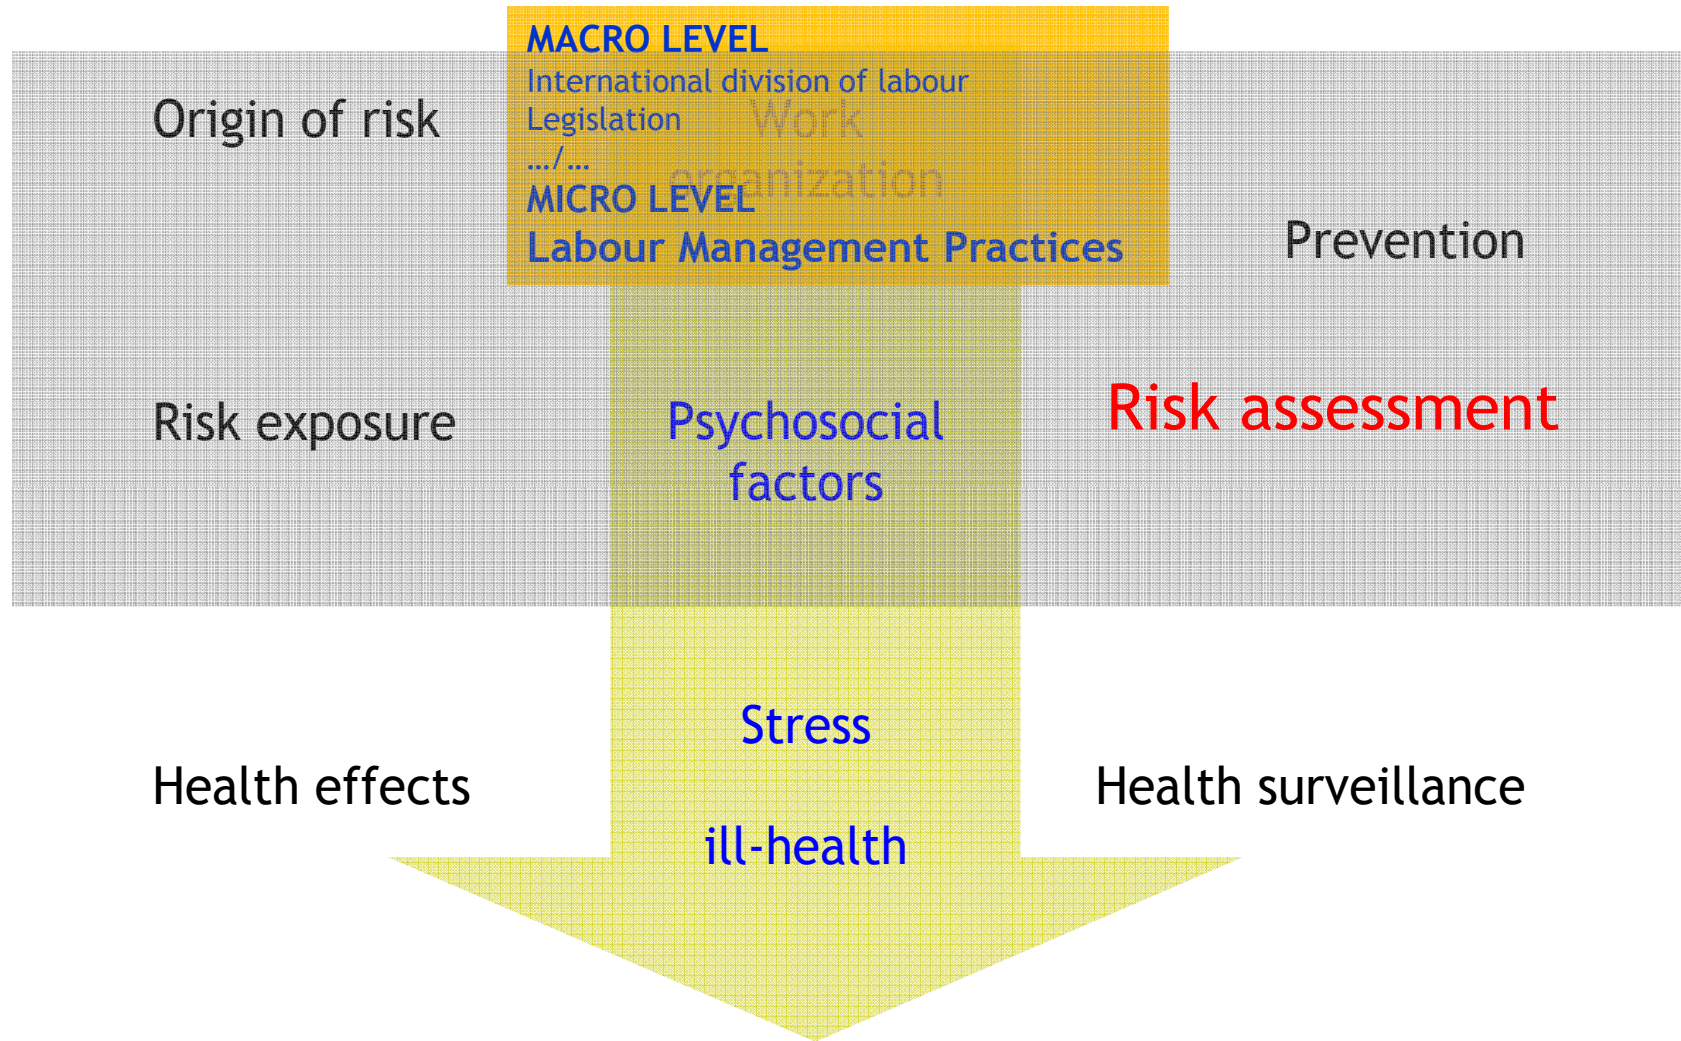 MACRO LEVEL
International division of labour
Legislation
…/…
MICRO LEVEL
Labour Management Practices
Origin of risk
Work
organization
Prevention
Risk exposure
Psychosocial
factors
Risk assessment
Health effects
Stress
ill-health
Health surveillance